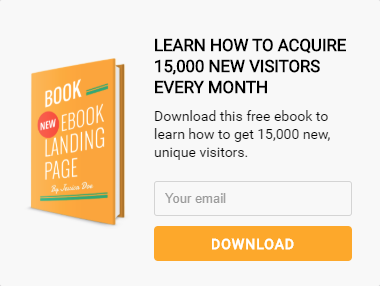 BOOK
NEW
EBOOK
LANDING
PAGE
By Jessica Doe
LEARN HOW TO ACQUIRE
15,000 NEW VISITORS
EVERY MONTH
Download this free ebook to
learn how to get 15,000 new,
unique visitors.
Your email
DOWNLOAD